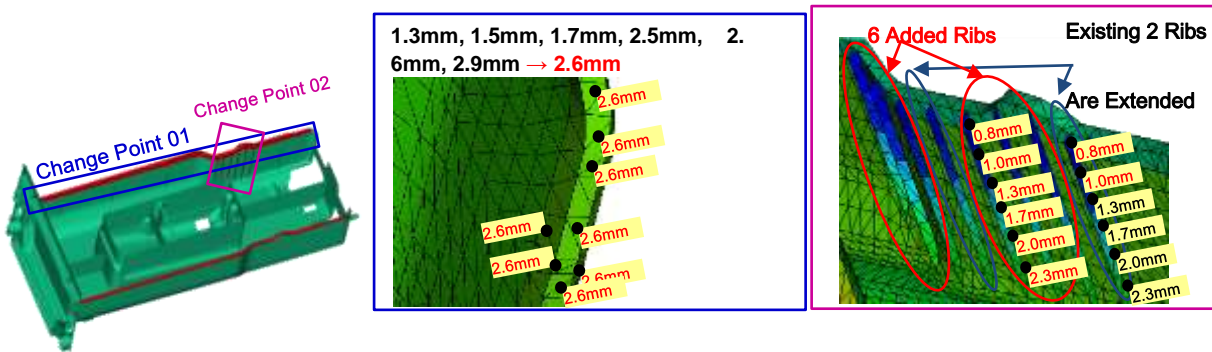 Change Point 02
Change Point 01
1.3mm, 1.5mm, 1.7mm, 2.5mm, 2.
6mm, 2.9mm → 2.6mm
2.6mm
2.6mm
2.6mm
2.6mm
2.6mm
2.6mm
2.6mm
2.6mm
6 Added Ribs
Existing 2 Ribs
Are Extended
0.8mm
1.0mm
1.3mm
1.7mm
2.0mm
2.3mm
0.8mm
1.0mm
1.3mm
1.7mm
2.0mm
2.3mm